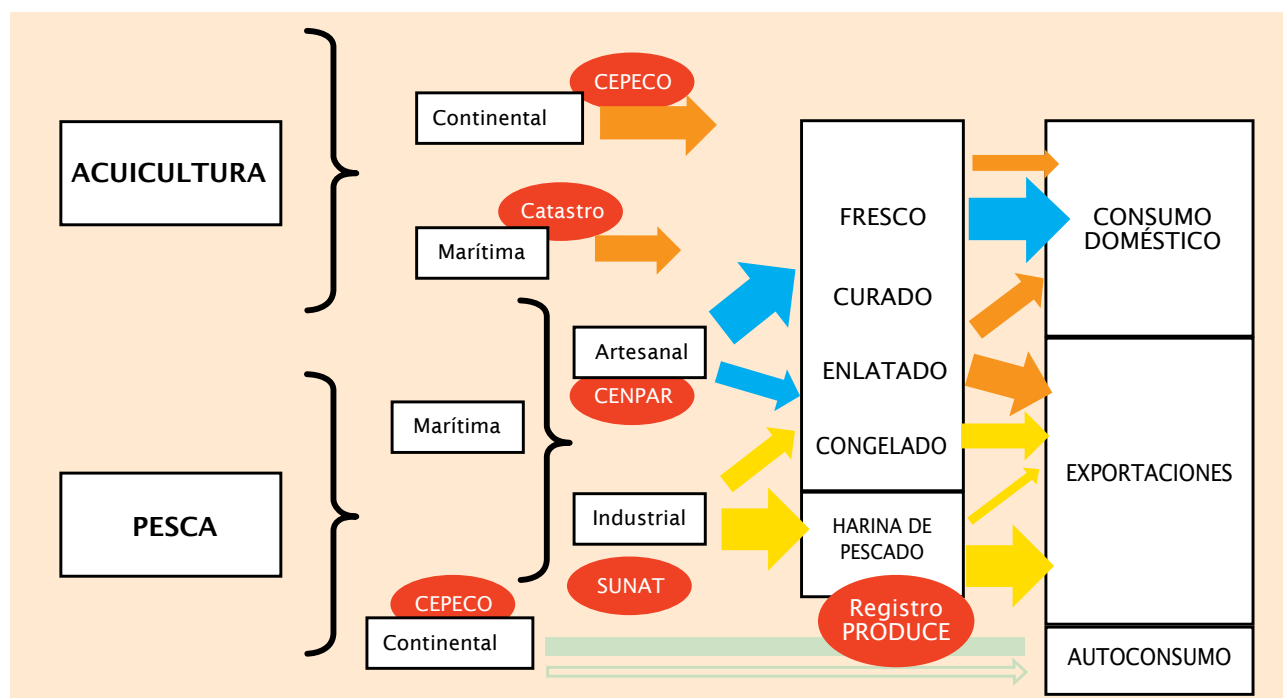 ACUICULTURA
PESCA
CEPECO
Continental
Catastro
Marítima
Marítima
CEPECO
Continental
Artesanal
CENPAR
Industrial
SUNAT
FRESCO
CURADO
ENLATADO
CONGELADO
HARINA DE
PESCADO
Registro
PRODUCE
CONSUMO
DOMÉSTICO
EXPORTACIONES
AUTOCONSUMO